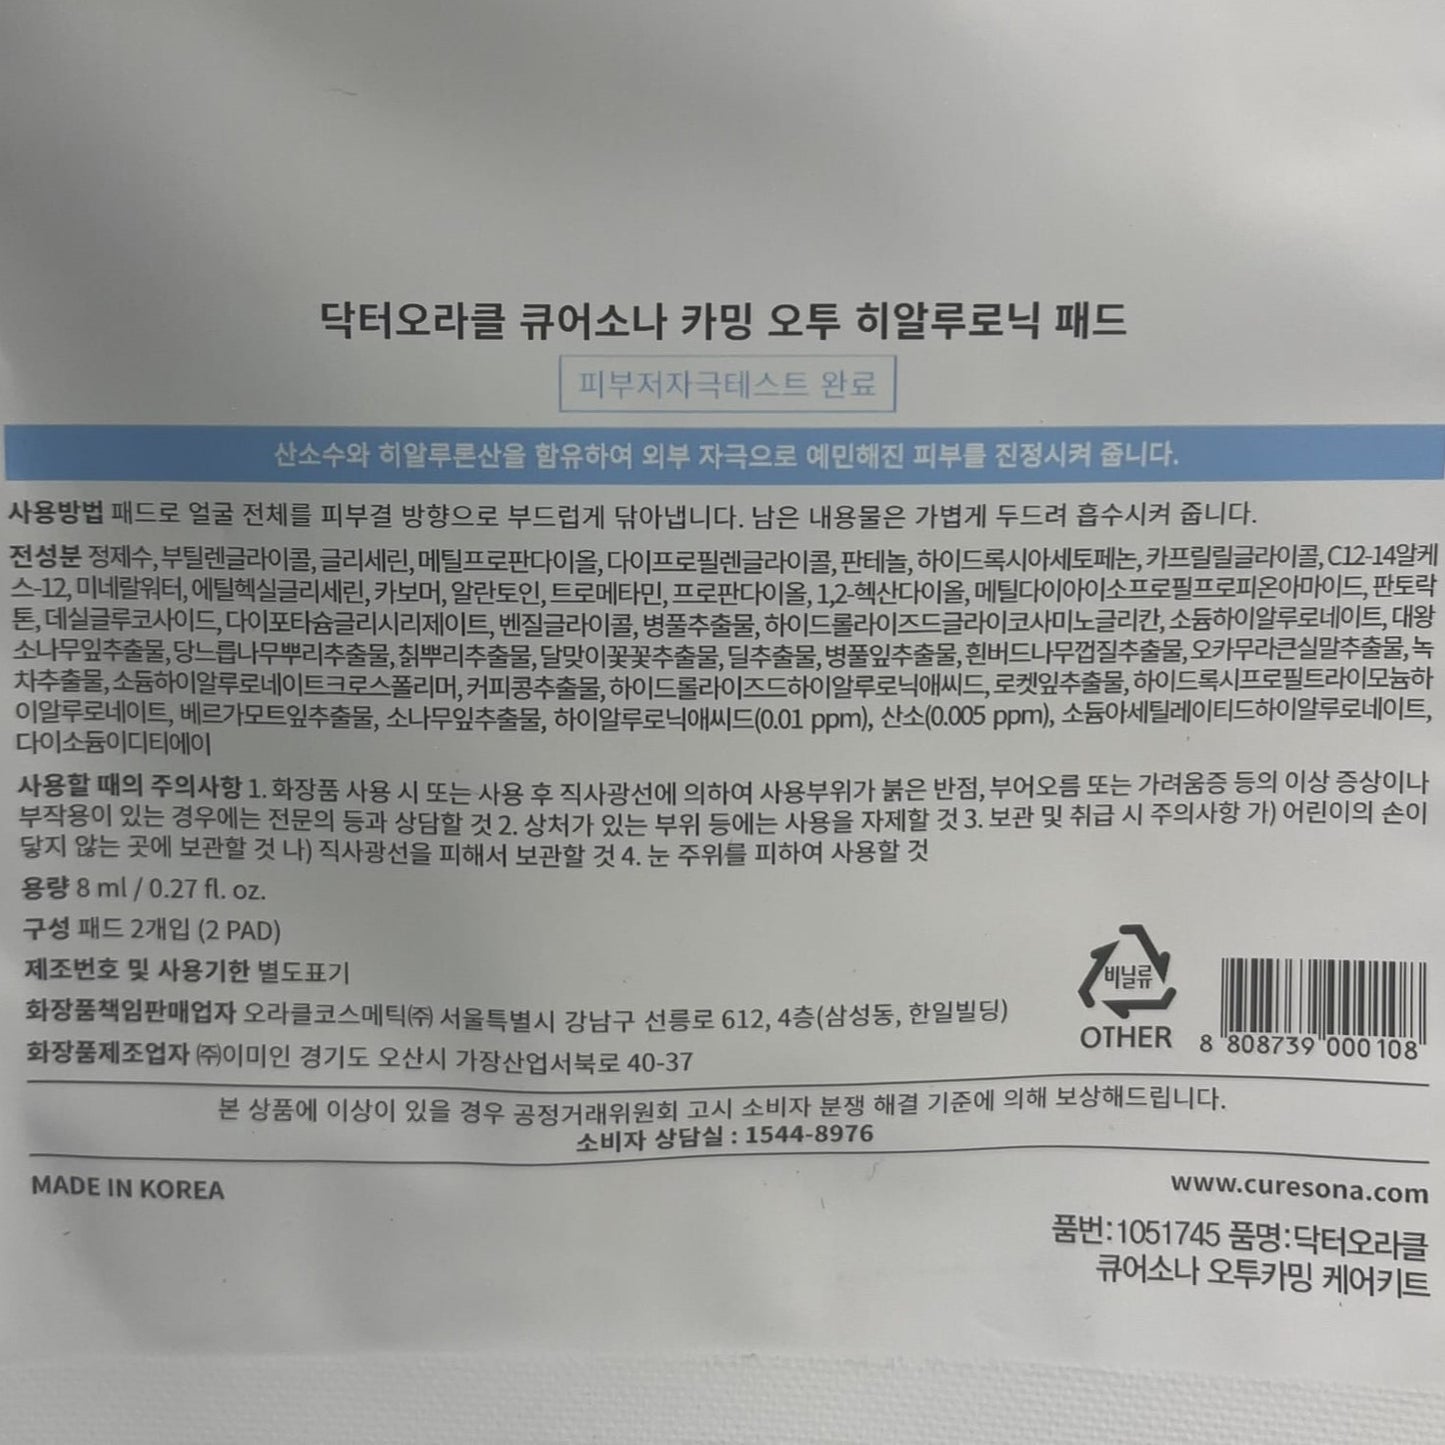 닥터오라클 큐어소나 카밍 오투 히알루로닉 패드
피부저자극테스트 완료
산소수와 히알루론산을 함유하여 외부 자극으로 예민해진 피부를 진정시켜 줍니다.
사용방법 패드로 얼굴 전체를 피부결 방향으로 부드럽게 닦아냅니다. 남은 내용물은 가볍게 두드려 흡수시켜 줍니다.
전성분 정제수, 부틸렌글라이콜, 글리세린, 메틸프로판다이올, 다이프로필렌글라이콜, 판테놀, 하이드록시아세토페논, 카프릴릴글라이콜, C12-14알케
스-12, 미네랄워터, 에틸헥실글리세린, 카보머, 알란토인, 트로메타민, 프로판다이올, 1,2-헥산다이올, 메틸다이아이소프로필프로피온아마이드, 판토락
톤, 데실글루코사이드, 다이포타슘글리시리제이트, 벤질글라이콜, 병풀추출물, 하이드롤라이즈드글라이코사미노글리칸, 소듐하이알루로네이트, 대왕
소나무잎추출물, 당느릅나무뿌리추출물, 칡뿌리추출물, 달맞이꽃꽃추출물, 딜추출물, 병풀잎추출물, 흰버드나무껍질추출물, 오카무라큰실말추출물, 녹
차추출물, 소듐하이알루로네이트크로스폴리머, 커피콩추출물, 하이드롤라이즈드하이알루로닉애씨드, 로켓잎추출물, 하이드록시프로필트라이모늄하
이알루로네이트, 베르가모트잎추출물, 소나무잎추출물, 하이알루로닉애씨드(0.01 ppm), 산소(0.005 ppm), 소듐아세틸레이티드하이알루로네이트,
다이소듐이디티에이
사용할 때의 주의사항 1. 화장품 사용 시 또는 사용 후 직사광선에 의하여 사용부위가 붉은 반점, 부어오름 또는 가려움증 등의 이상 증상이나
부작용이 있는 경우에는 전문의 등과 상담할 것 2. 상처가 있는 부위 등에는 사용을 자제할 것 3. 보관 및 취급 시 주의사항 가) 어린이의 손이
닿지 않는 곳에 보관할 것 나) 직사광선을 피해서 보관할 것 4. 눈 주위를 피하여 사용할 것
용량 8 ml / 0.27 fl. oz.
구성 패드 2개입 (2 PAD)
제조번호 및 사용기한 별도표기
화장품책임판매업자 오라클코스메틱㈜ 서울특별시 강남구 선릉로 612, 4층(삼성동, 한일빌딩)
화장품제조업자 ㈜이미인 경기도 오산시 가장산업서북로 40-37
비닐류
OTHER
8 808739 000108
본 상품에 이상이 있을 경우 공정거래위원회 고시 소비자 분쟁 해결 기준에 의해 보상해드립니다.
소비자 상담실 : 1544-8976
MADE IN KOREA
www.curesona.com
품번:1051745 품명:닥터오라클
큐어소나 오투카밍 케어키트